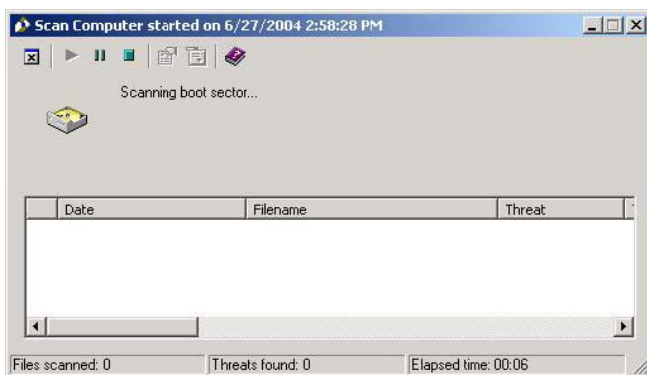 Scan Computer started on 6/27/2004 2:58:28 PM
Scanning boot sector...
Date Filename Threat
Files scanned: 0 Threats found: 0 Elapsed time: 00:06